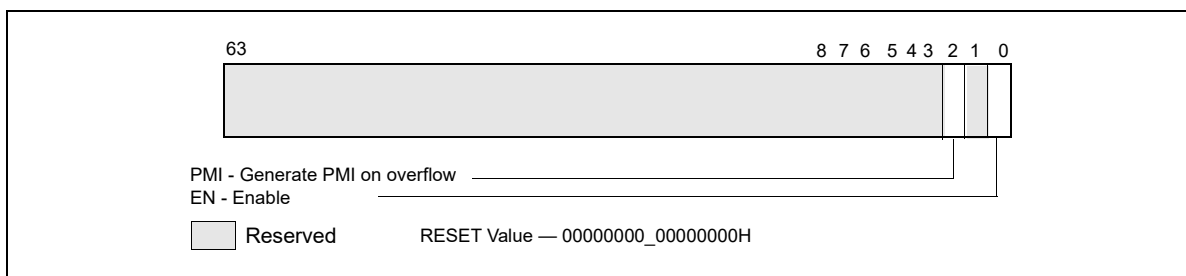 63 8 7 6 5 4 3 2 1 0
PMI - Generate PMI on overflow
EN - Enable
Reserved RESET Value — 00000000_00000000H